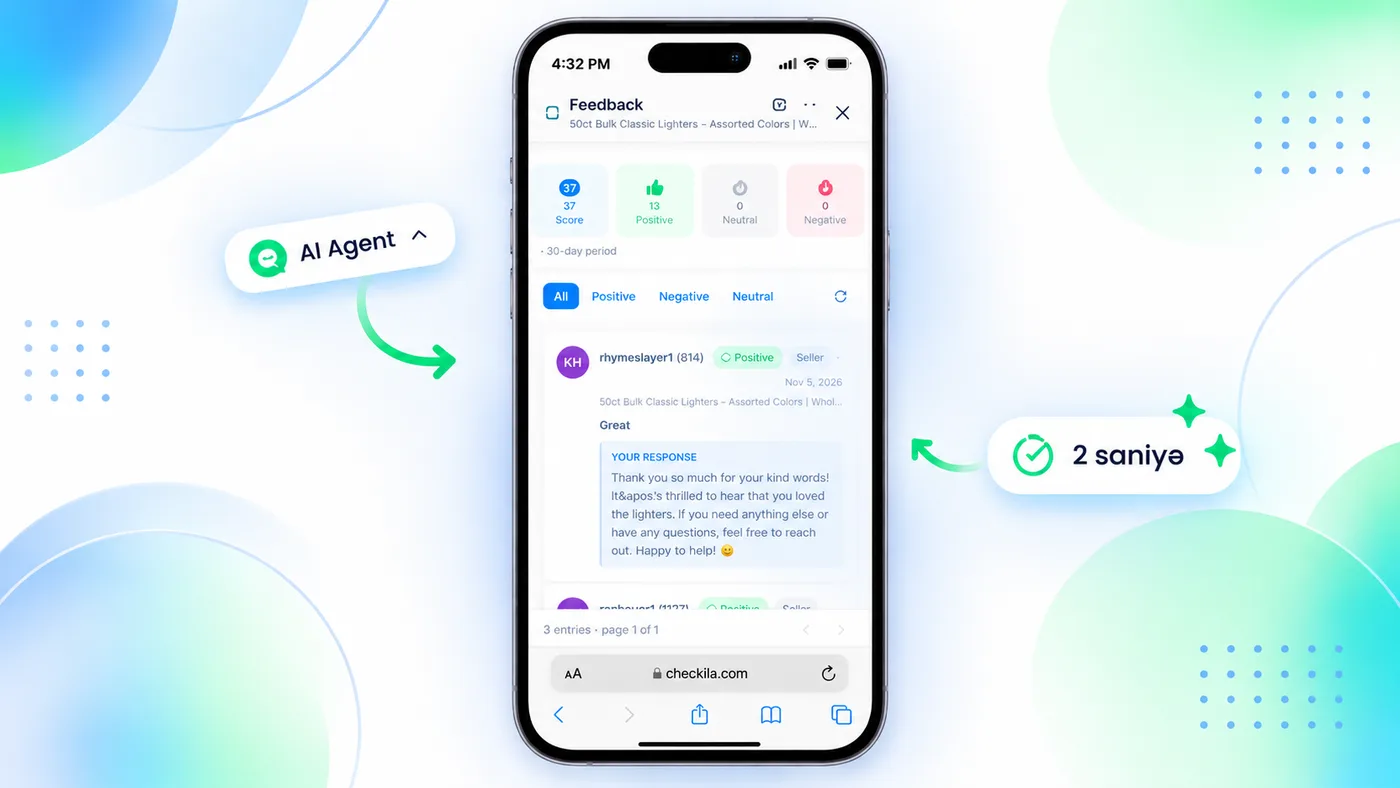 4:32 PM
Feedback
50ct Bulk Classic Lighters – Assorted Colors | W...
37
37
Score
13
Positive
0
Neutral
0
Negative
· 30-day period
All Positive Negative Neutral
AI Agent
KH
rhymeslayer1 (814) Positive Seller
Nov 5, 2026
50ct Bulk Classic Lighters – Assorted Colors | Whol...
Great
YOUR RESPONSE
Thank you so much for your kind words!
It&apos.'s thrilled to hear that you loved
the lighters. If you need anything else or
have any questions, feel free to reach
out. Happy to help! 😊
2 saniyə
Positive Seller
3 entries · page 1 of 1
AA checkila.com